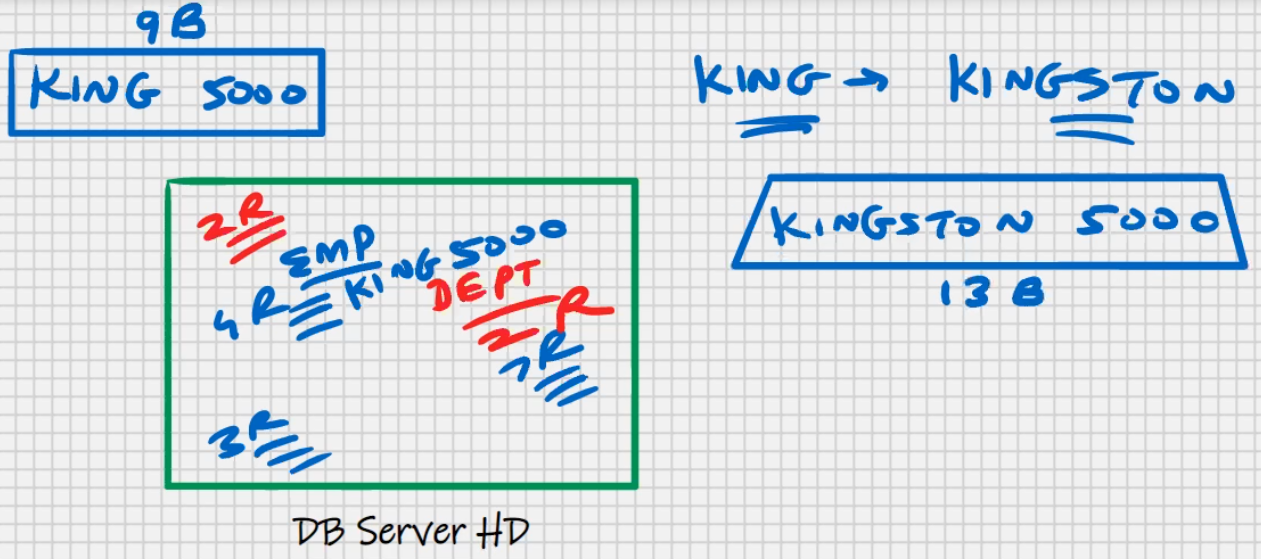 9B
KING 5000
KING → KINGSTON
KINGSTON 5000
13B
2R
EMP
KING 5000
4R
DEPT
2R
7R
3R
DB Server HD